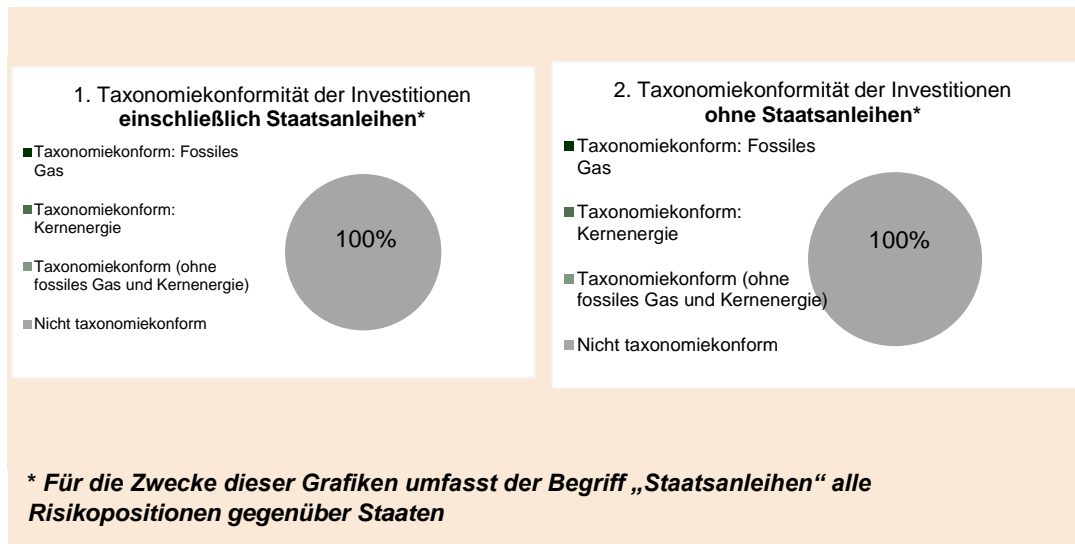 1. Taxonomiekonformität der Investitionen
einschließlich Staatsanleihen*
Taxonomiekonform: Fossiles
Gas
Taxonomiekonform:
Kernenergie
Taxonomiekonform (ohne
fossiles Gas und Kernenergie)
Nicht taxonomiekonform
100%
2. Taxonomiekonformität der Investitionen
ohne Staatsanleihen*
Taxonomiekonform: Fossiles
Gas
Taxonomiekonform:
Kernenergie
Taxonomiekonform (ohne
fossiles Gas und Kernenergie)
Nicht taxonomiekonform
100%
* Für die Zwecke dieser Grafiken umfasst der Begriff „Staatsanleihen“ alle
Risikopositionen gegenüber Staaten